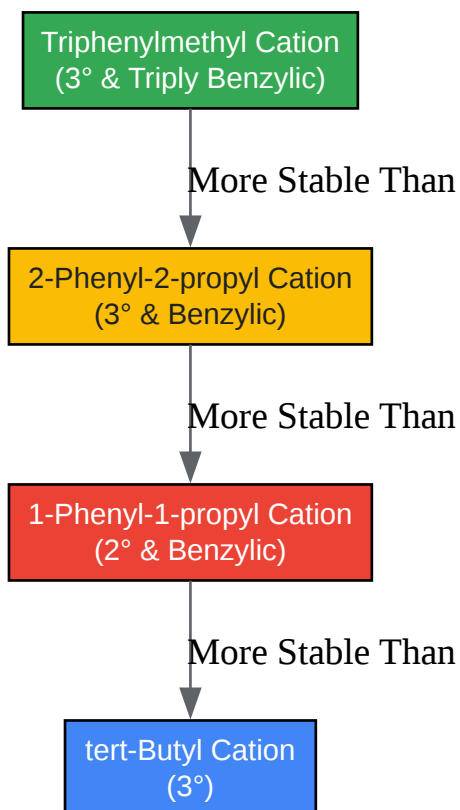 Triphenylmethyl Cation
(3° & Triply Benzylic)
More Stable Than
2-Phenyl-2-propyl Cation
(3° & Benzylic)
More Stable Than
1-Phenyl-1-propyl Cation
(2° & Benzylic)
More Stable Than
tert-Butyl Cation
(3°)